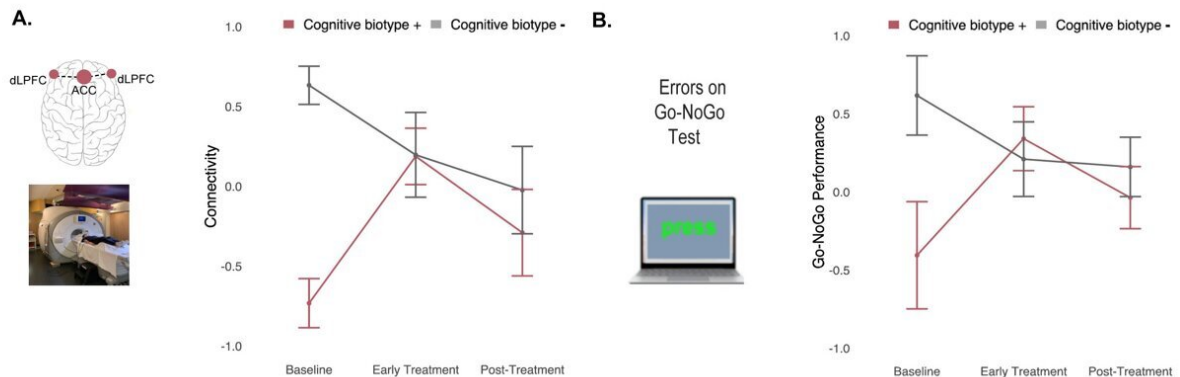 A.
dLPFC
dLPFC
ACC
Cognitive biotype +
Cognitive biotype -
Connectivity
1.0
0.5
0.0
-0.5
-1.0
Baseline
Early Treatment
Post-Treatment
B.
Errors on
Go-NoGo
Test
press
Cognitive biotype +
Cognitive biotype -
Go-NoGo Performance
1.0
0.5
0.0
-0.5
-1.0
Baseline
Early Treatment
Post-Treatment